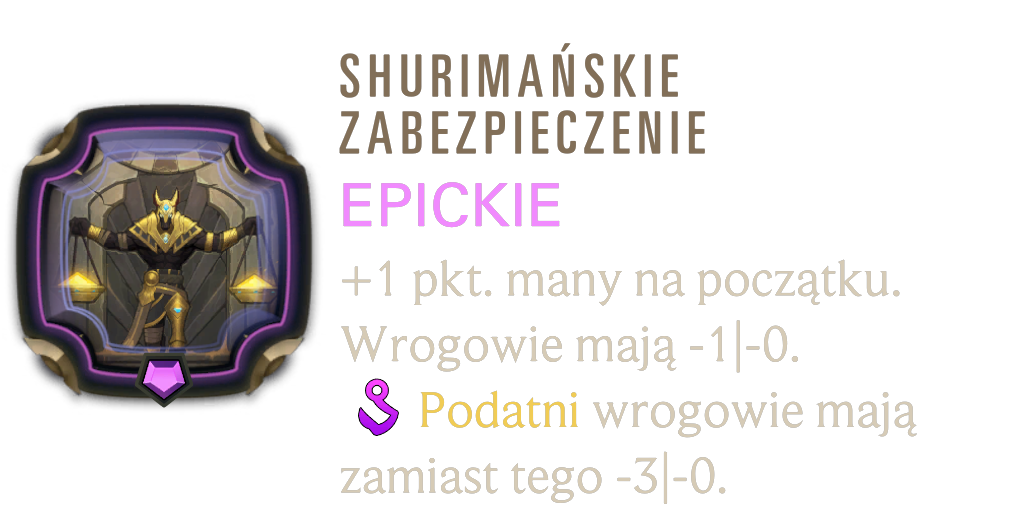 SHURIMAŃSKIE
ZABEZPIECZENIE
EPICKIE
+1 pkt. many na początku.
Wrogowie mają -1|-0.
Podatni wrogowie mają
zamiast tego -3|-0.